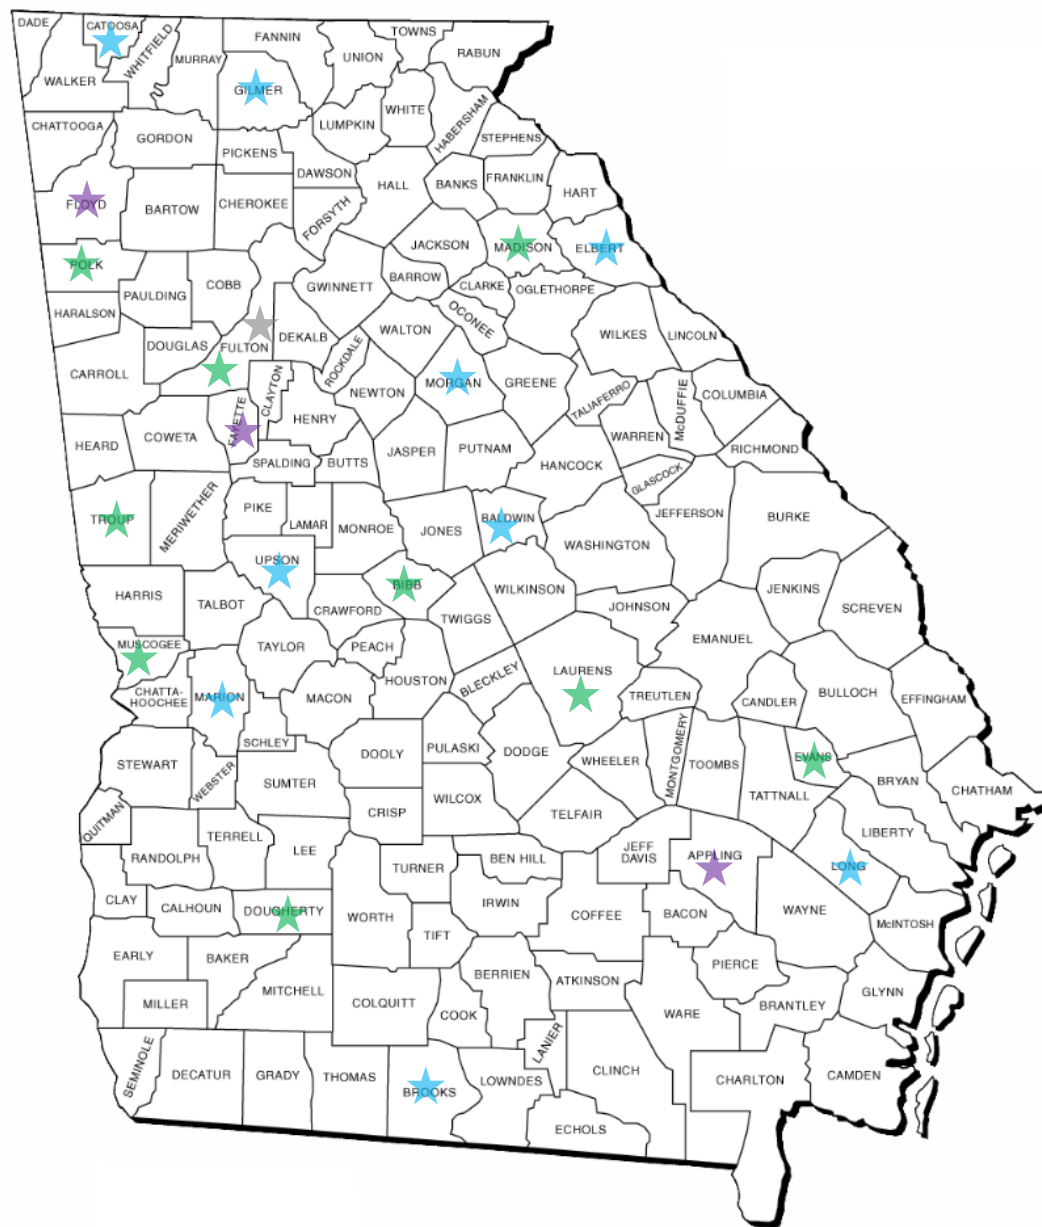 DADE
CATOOSA
WHITFIELD
MURRAY
FANNIN
UNION
TOWNS
RABUN
WALKER
GILMER
LUMPKIN
WHITE
HABERSHAM
STEPHENS
CHATTOOGA
GORDON
PICKENS
DAWSON
HALL
BANKS
FRANKLIN
HART
FLOYD
BARTOW
CHEROKEE
FORSYTH
JACKSON
MADISON
ELBERT
POLK
PAULDING
COBB
GWINNETT
BARROW
CLARKE
OGLETHORPE
HARALSON
DOUGLAS
FULTON
DEKALB
ROCKDALE
WALTON
OCONEE
WILKES
LINCOLN
CARROLL
CLAYTON
NEWTON
MORGAN
GREENE
TALIAFERRO
McDUFFIE
COLUMBIA
HEARD
COWETA
FAYETTE
HENRY
JASPER
PUTNAM
HANCOCK
WARREN
RICHMOND
SPALDING
BUTTS
GLASCOCK
TROUP
MERIWETHER
PIKE
LAMAR
MONROE
JONES
BALDWIN
WASHINGTON
JEFFERSON
BURKE
HARRIS
TALBOT
UPSON
CRAWFORD
BIBB
TWIGGS
WILKINSON
JOHNSON
JENKINS
SCREVEN
MUSCOGEE
TAYLOR
PEACH
HOUSTON
BLECKLEY
LAURENS
EMANUEL
CHATTA-
HOOCHEE
MARION
MACON
TREUTLEN
CANDLER
BULLOCH
EFFINGHAM
STEWART
WEBSTER
SCHLEY
SUMTER
DOOLY
PULASKI
DODGE
WHEELER
MONTGOMERY
TOOMBS
EVANS
TATTNALL
BRYAN
CHATHAM
QUITMAN
RANDOLPH
TERRELL
LEE
CRISP
WILCOX
TELFAIR
JEFF
DAVIS
APPLING
LONG
LIBERTY
CLAY
CALHOUN
DOUGHERTY
WORTH
TURNER
BEN HILL
IRWIN
COFFEE
BACON
WAYNE
McINTOSH
EARLY
BAKER
MITCHELL
TIFT
BERRIEN
ATKINSON
PIERCE
BRANTLEY
GLYNN
MILLER
COLQUITT
COOK
LANIER
WARE
SEMINOLE
DECATUR
GRADY
THOMAS
BROOKS
LOWNDES
CLINCH
CHARLTON
CAMDEN
ECHOLS